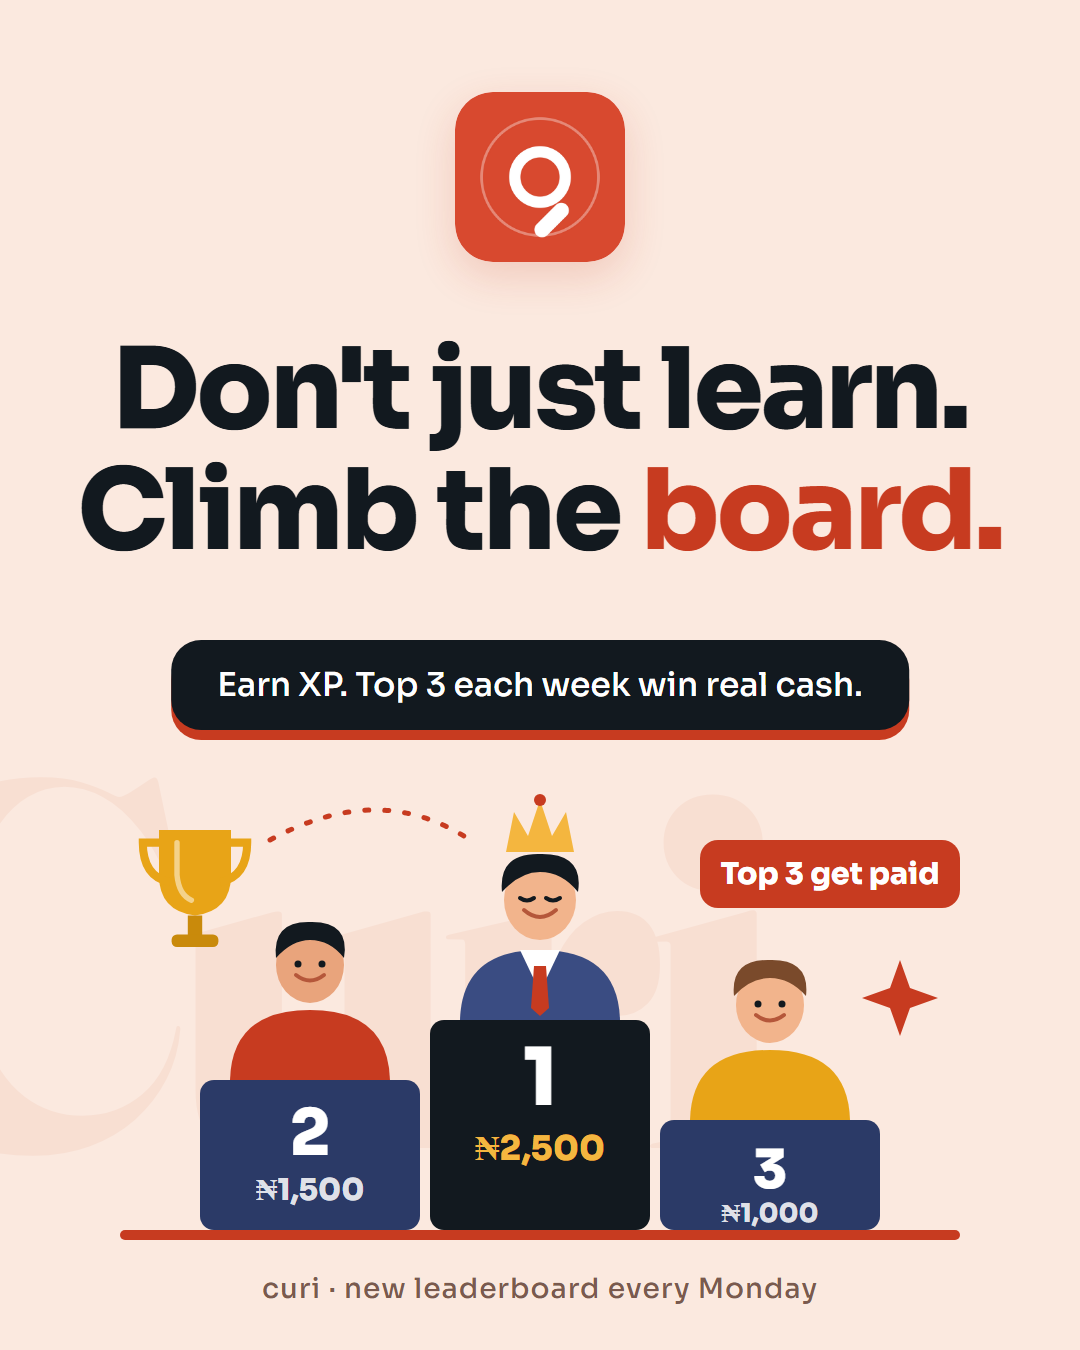 Don't just learn.
Climb the board.
Earn XP. Top 3 each week win real cash.
Top 3 get paid
1
₦2,500
2
₦1,500
3
₦1,000
curi · new leaderboard every Monday
curi